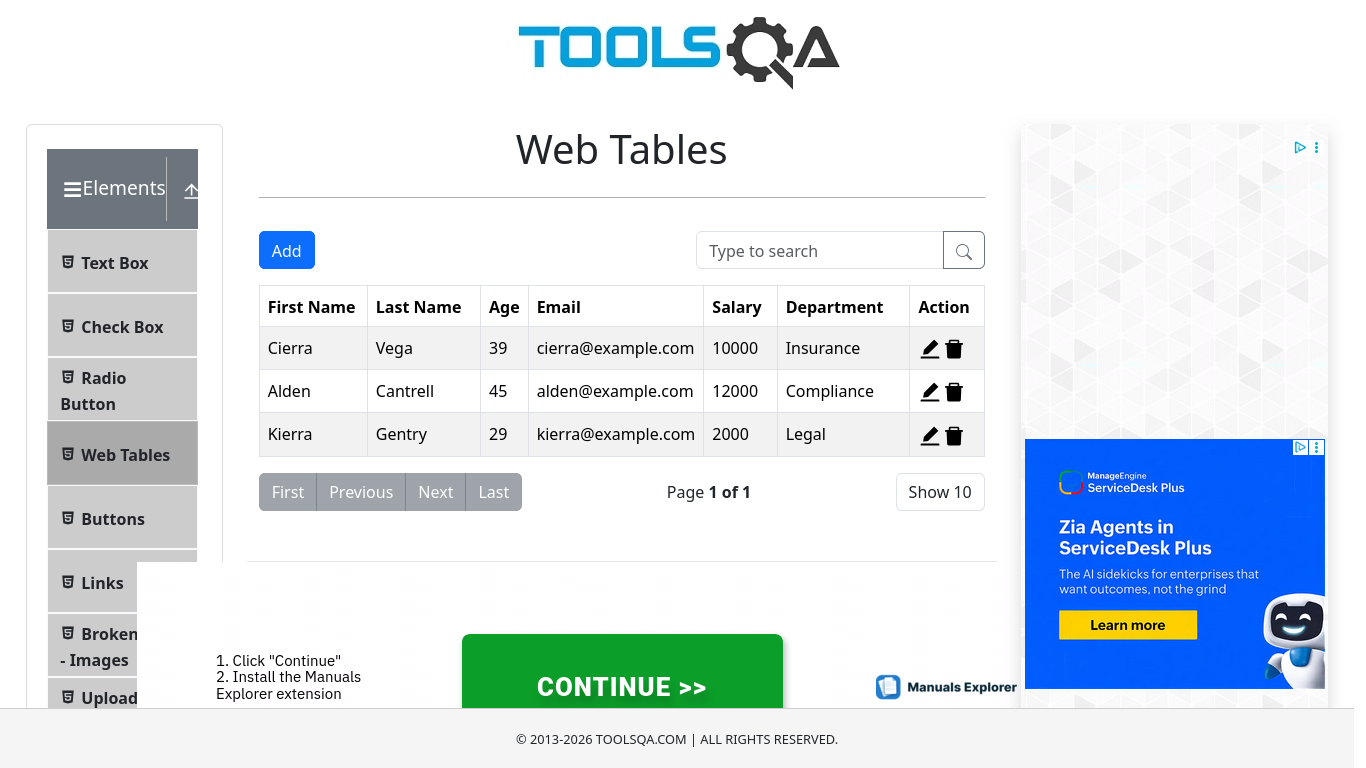 TOOLSQA
Web Tables
Elements
Text Box
Check Box
Radio
Button
Web Tables
Buttons
Links
Broken
- Images
Upload
Add
Type to search
First Name Last Name Age Email Salary Department Action
Cierra Vega 39 cierra@example.com 10000 Insurance
Alden Cantrell 45 alden@example.com 12000 Compliance
Kierra Gentry 29 kierra@example.com 2000 Legal
First Previous Next Last Page 1 of 1 Show 10
1. Click "Continue"
2. Install the Manuals
Explorer extension
CONTINUE >>
Manuals Explorer
ManageEngine
ServiceDesk Plus
Zia Agents in
ServiceDesk Plus
The AI sidekicks for enterprises that
want outcomes, not the grind
Learn more
© 2013-2026 TOOLSQA.COM | ALL RIGHTS RESERVED.